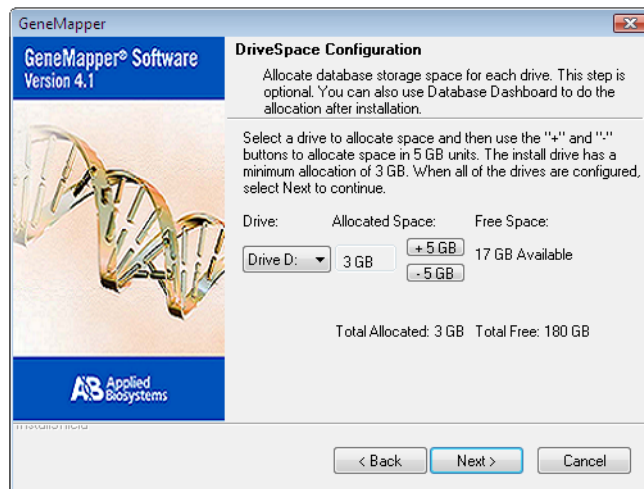 GeneMapper
GeneMapper® Software
Version 4.1
DriveSpace Configuration
Allocate database storage space for each drive. This step is
optional. You can also use Database Dashboard to do the
allocation after installation.
Select a drive to allocate space and then use the "+" and "-"
buttons to allocate space in 5 GB units. The install drive has a
minimum allocation of 3 GB. When all of the drives are configured,
select Next to continue.
Drive: Allocated Space: Free Space:
Drive D: 3 GB + 5 GB 17 GB Available
- 5 GB
Total Allocated: 3 GB Total Free: 180 GB
AB Applied
Biosystems
InstallShield
< Back Next > Cancel